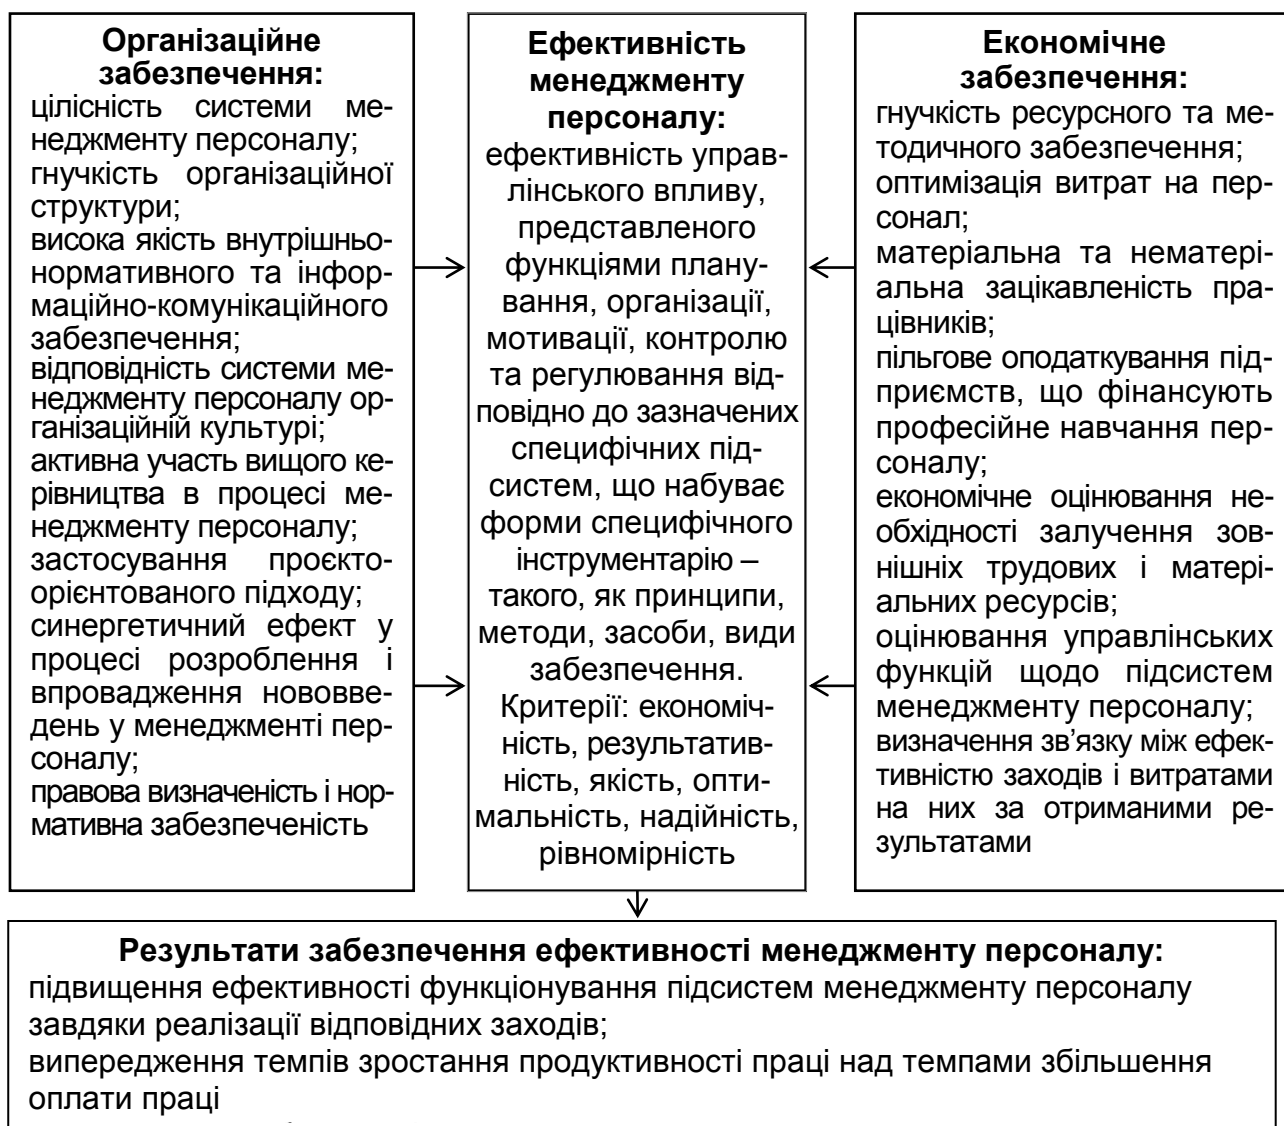 Організаційне
забезпечення:
цілісність системи ме-
неджменту персоналу;
гнучкість організаційної
структури;
висока якість внутрішньо-
нормативного та інфор-
маційно-комунікаційного
забезпечення;
відповідність системи ме-
неджменту персоналу ор-
ганізаційній культурі;
активна участь вищого ке-
рівництва в процесі ме-
неджменту персоналу;
застосування проєкто-
орієнтованого підходу;
синергетичний ефект у
процесі розроблення і
впровадження нововве-
день у менеджменті пер-
соналу;
правова визначеність і нор-
мативна забезпеченість
Ефективність
менеджменту
персоналу:
ефективність управ-
лінського впливу,
представленого
функціями плану-
вання, організації,
мотивації, контролю
та регулювання від-
повідно до зазначених
специфічних під-
систем, що набуває
форми специфічного
інструментарію –
такого, як принципи,
методи, засоби, види
забезпечення.
Критерії: економіч-
ність, результатив-
ність, якість, опти-
мальність, надійність,
рівномірність
Економічне
забезпечення:
гнучкість ресурсного та ме-
тодичного забезпечення;
оптимізація витрат на пер-
сонал;
матеріальна та нематері-
альна зацікавленість пра-
цівників;
пільгове оподаткування під-
приємств, що фінансують
професійне навчання пер-
соналу;
економічне оцінювання не-
обхідності залучення зов-
нішніх трудових і матері-
альних ресурсів;
оцінювання управлінських
функцій щодо підсистем
менеджменту персоналу;
визначення зв’язку між ефек-
тивністю заходів і витратами
на них за отриманими ре-
зультатами
Результати забезпечення ефективності менеджменту персоналу:
підвищення ефективності функціонування підсистем менеджменту персоналу
завдяки реалізації відповідних заходів;
випередження темпів зростання продуктивності праці над темпами збільшення
оплати праці